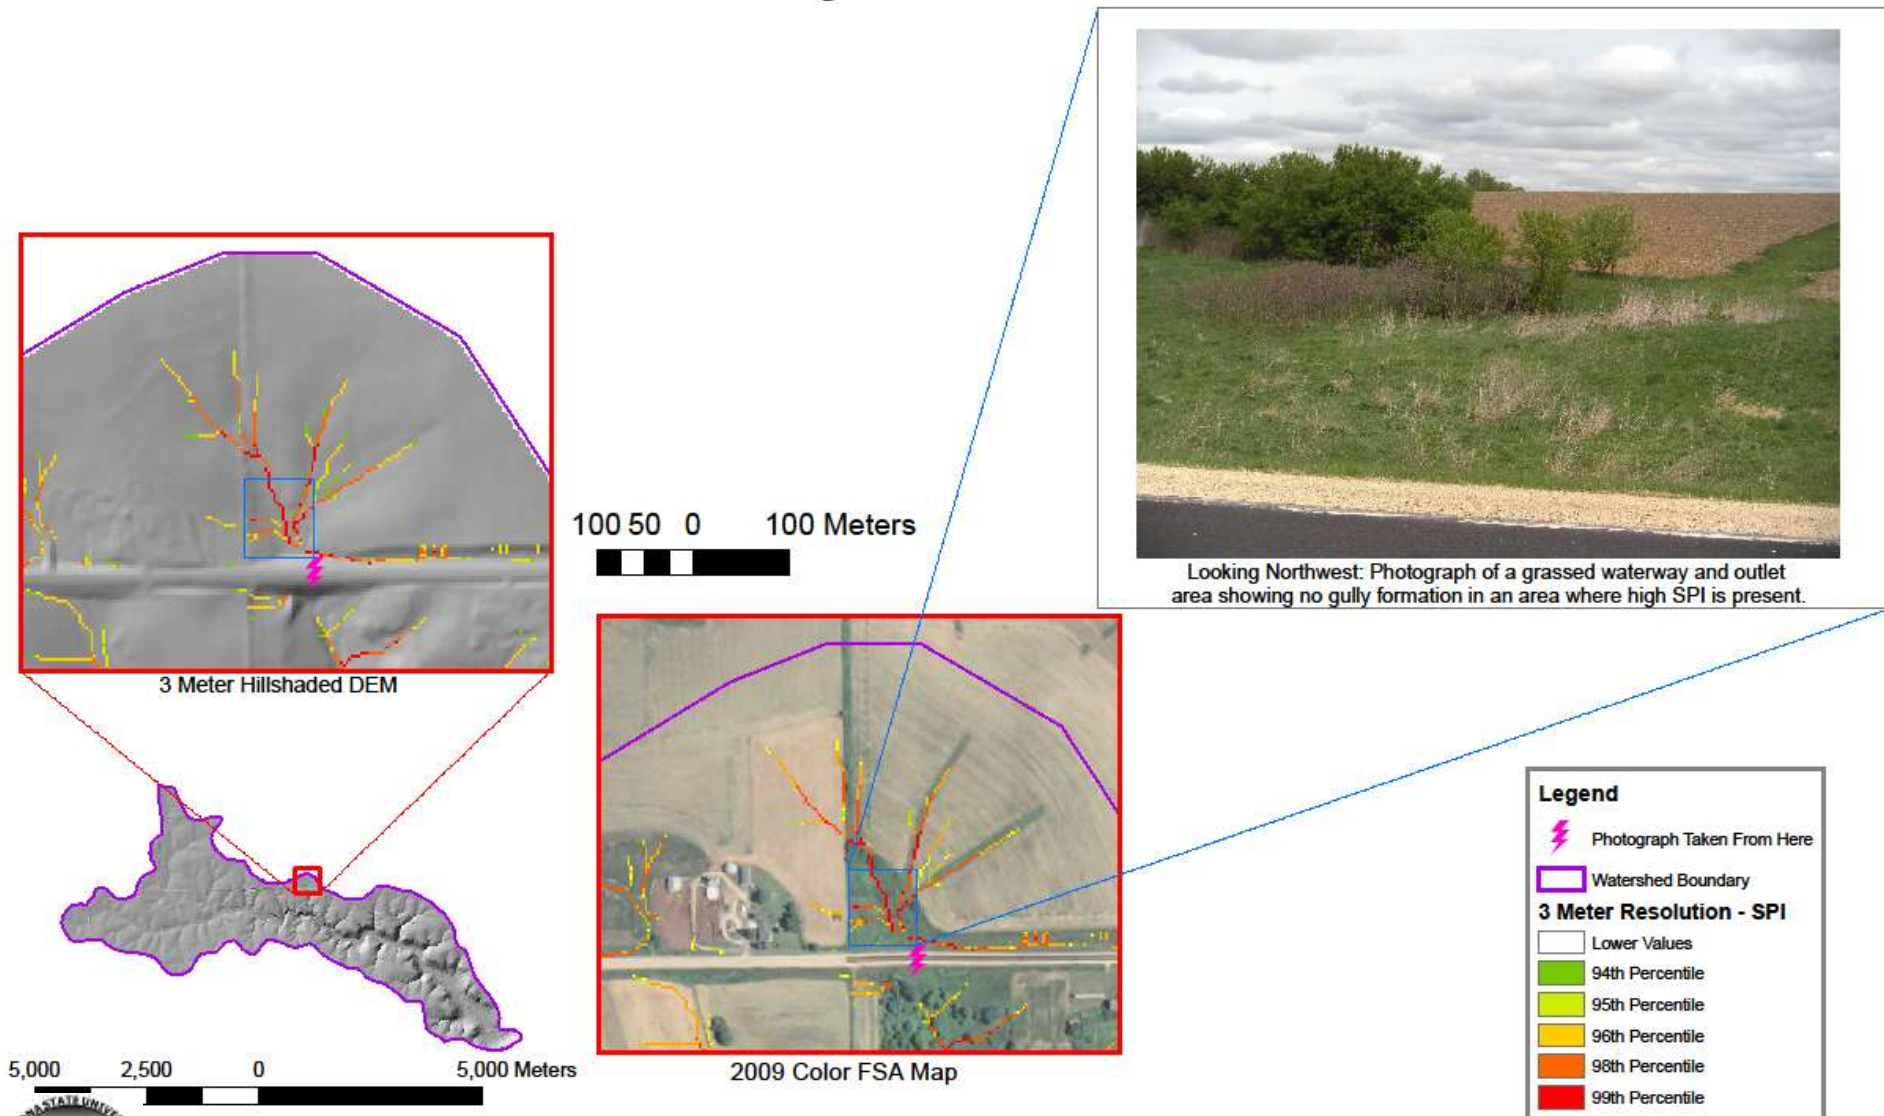 Looking Northwest: Photograph of a grassed waterway and outlet
area showing no gully formation in an area where high SPI is present.
100 50 0 100 Meters
3 Meter Hillshaded DEM
2009 Color FSA Map
5,000 2,500 0 5,000 Meters
Legend
Photograph Taken From Here
Watershed Boundary
3 Meter Resolution - SPI
Lower Values
94th Percentile
95th Percentile
96th Percentile
98th Percentile
99th Percentile